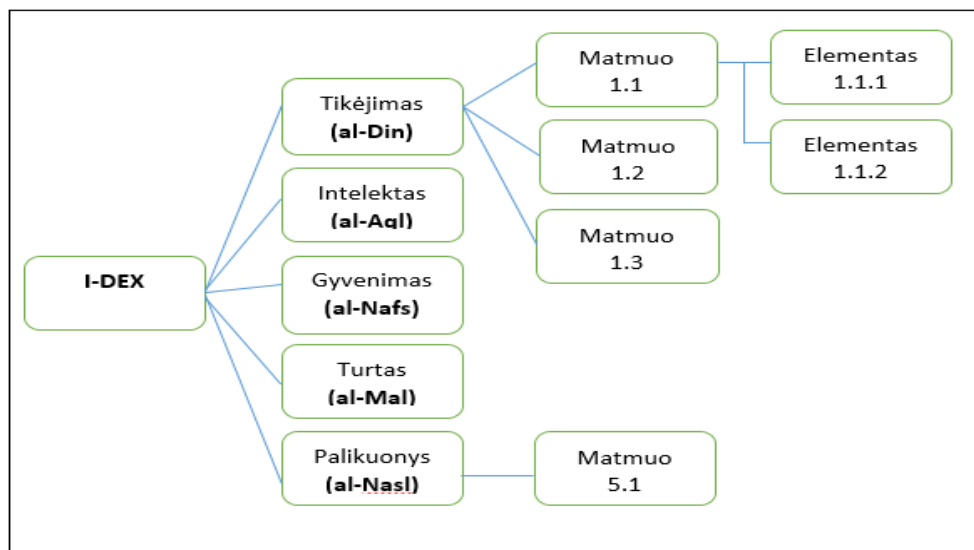 I-DEX
Tikėjimas
(al-Din)
Intelektas
(al-Aql)
Gyvenimas
(al-Nafs)
Turtas
(al-Mal)
Palikuonys
(al-Nasl)
Matmuo
1.1
Matmuo
1.2
Matmuo
1.3
Matmuo
5.1
Elementas
1.1.1
Elementas
1.1.2